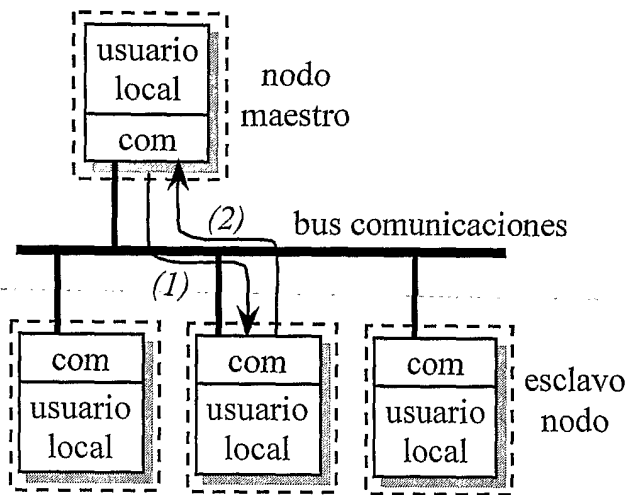 usuario
local
com
nodo
maestro
(2)
bus comunicaciones
(1)
com
usuario
local
com
usuario
local
com
usuario
local
esclavo
nodo